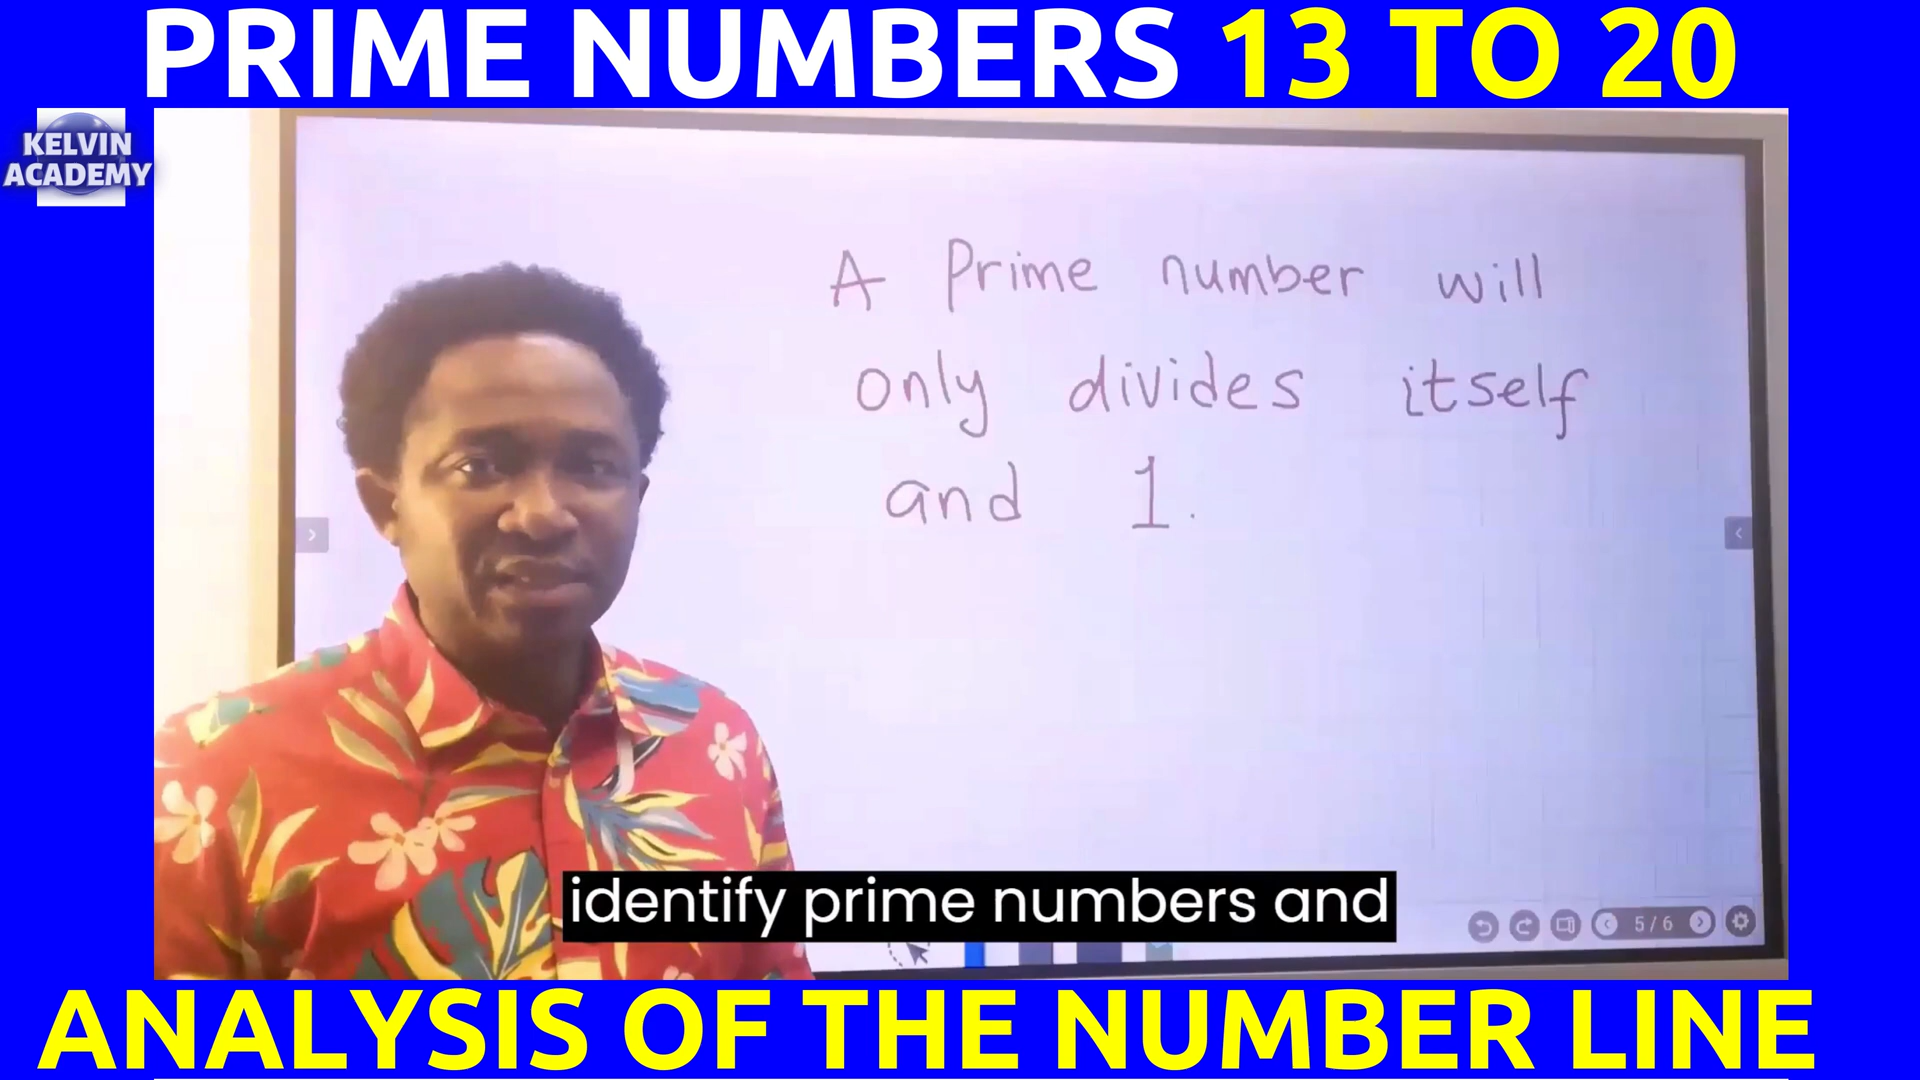 PRIME NUMBERS 13 TO 20
KELVIN
ACADEMY
A Prime number will
only divides itself
and 1.
identify prime numbers and
5/6
ANALYSIS OF THE NUMBER LINE